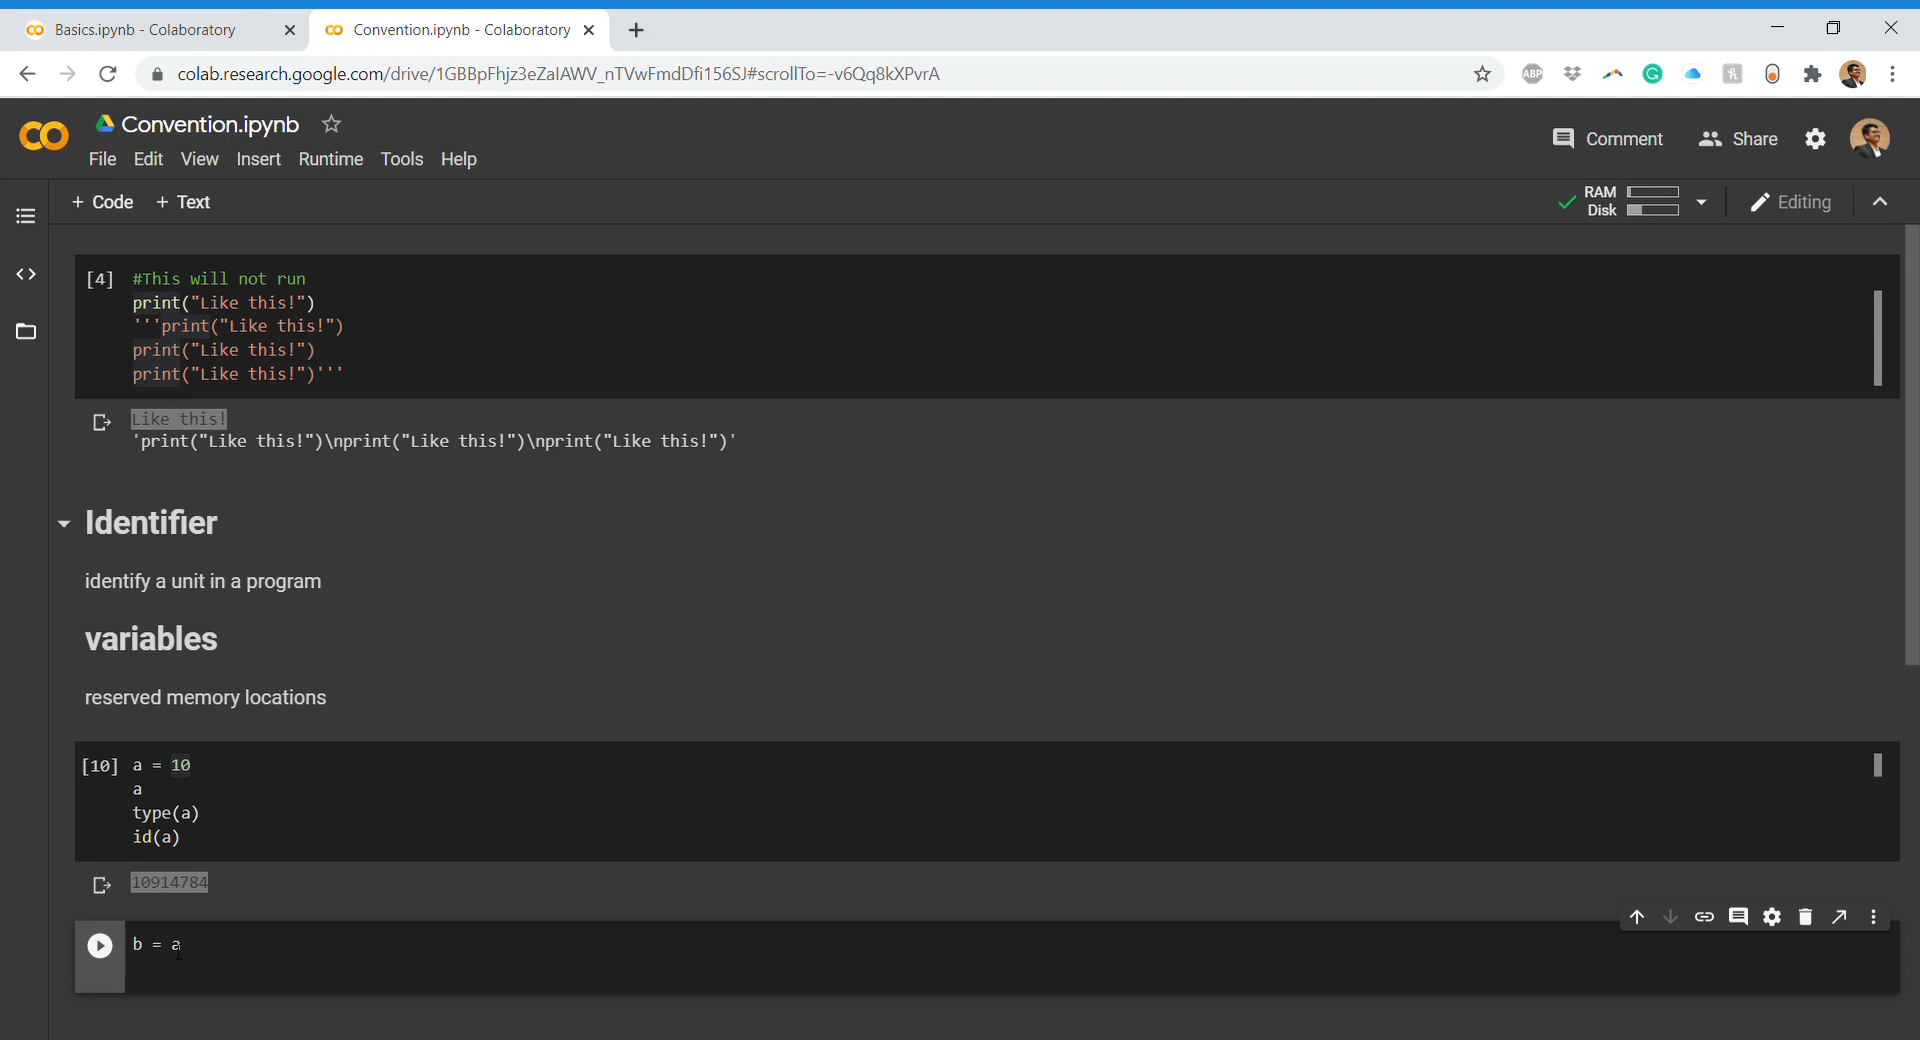 Basics.ipynb - Colaboratory
Convention.ipynb - Colaboratory
colab.research.google.com/drive/1GBBpFhjz3eZalAWV_nTVwFmdDfi156SJ#scrollTo=-v6Qq8kXPvrA
ABP
Convention.ipynb
File Edit View Insert Runtime Tools Help
Comment
Share
+ Code + Text
RAM
Disk
Editing
[4] #This will not run
print("Like this!")
'''print("Like this!")
print("Like this!")
print("Like this!")'''
Like this!
'print("Like this!")\nprint("Like this!")\nprint("Like this!")'
Identifier
identify a unit in a program
variables
reserved memory locations
[10] a = 10
a
type(a)
id(a)
10914784
b = a